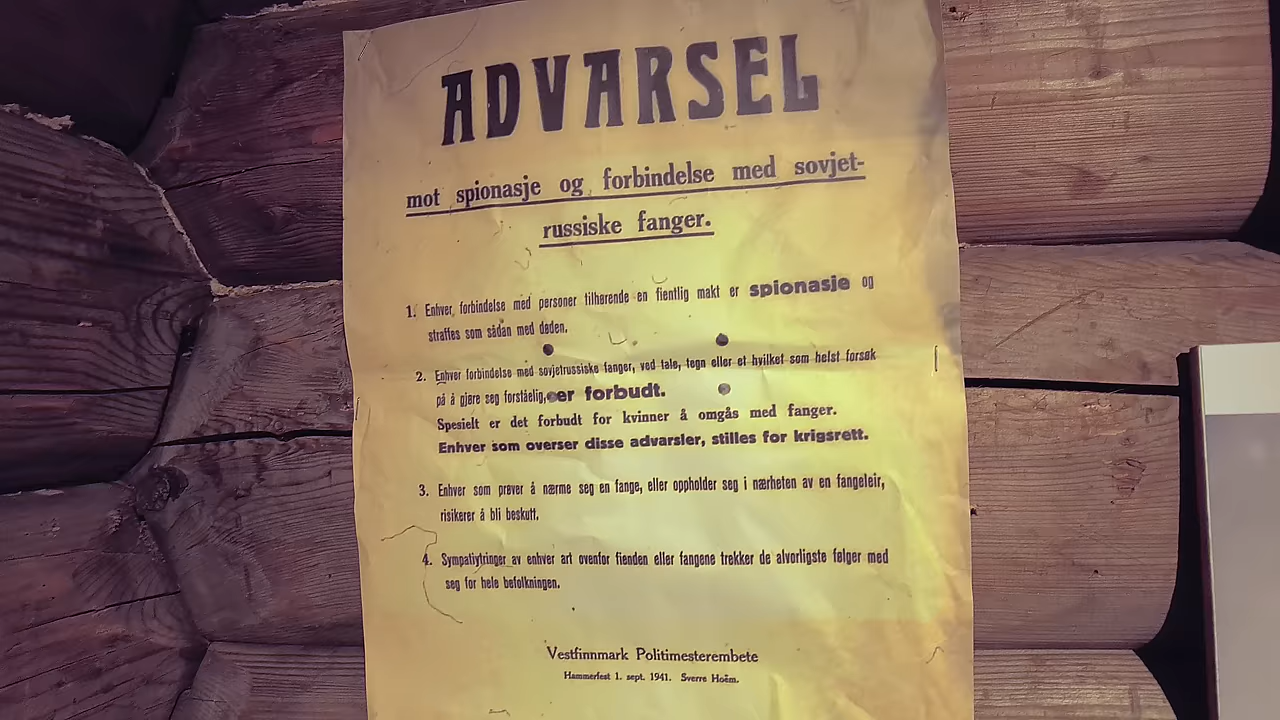 ADVARSEL
mot spionasje og forbindelse med sovjet-
russiske fanger.
1. Enhver forbindelse med personer tilhørende en fientlig makt er spionasje og
straffes som sådan med døden.
2. Enhver forbindelse med sovjetrussiske fanger, ved tale, tegn eller et hvilket som helst forsøk
på å gjøre seg forståelig, er forbudt.
Spesielt er det forbudt for kvinner å omgås med fanger.
Enhver som overser disse advarsler, stilles for krigsrett.
3. Enhver som prøver å nærme seg en fange, eller oppholder seg i nærheten av en fangeleir,
risikerer å bli beskutt.
4. Sympatiytringer av enhver art ovenfor fienden eller fangene trekker de alvorligste følger med
seg for hele befolkningen.
Vestfinnmark Politimesterembete
Hammerfest 1. sept. 1941. Sverre Hoëm.